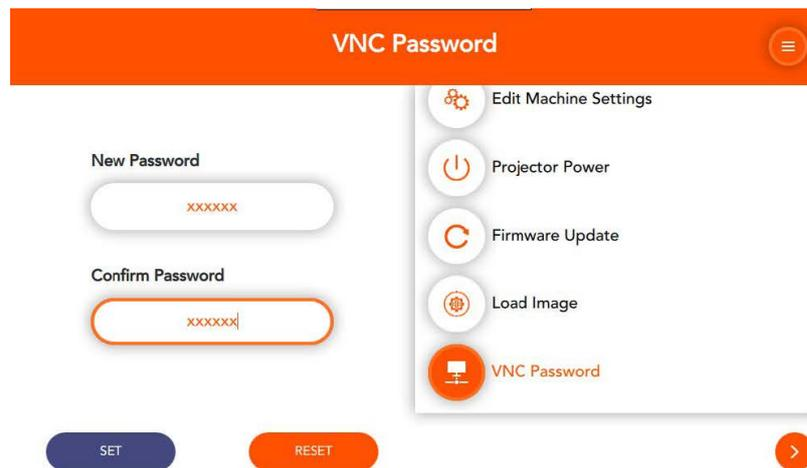 VNC Password
New Password
xxxxxx
Confirm Password
xxxxxx
SET
RESET
Edit Machine Settings
Projector Power
Firmware Update
Load Image
VNC Password